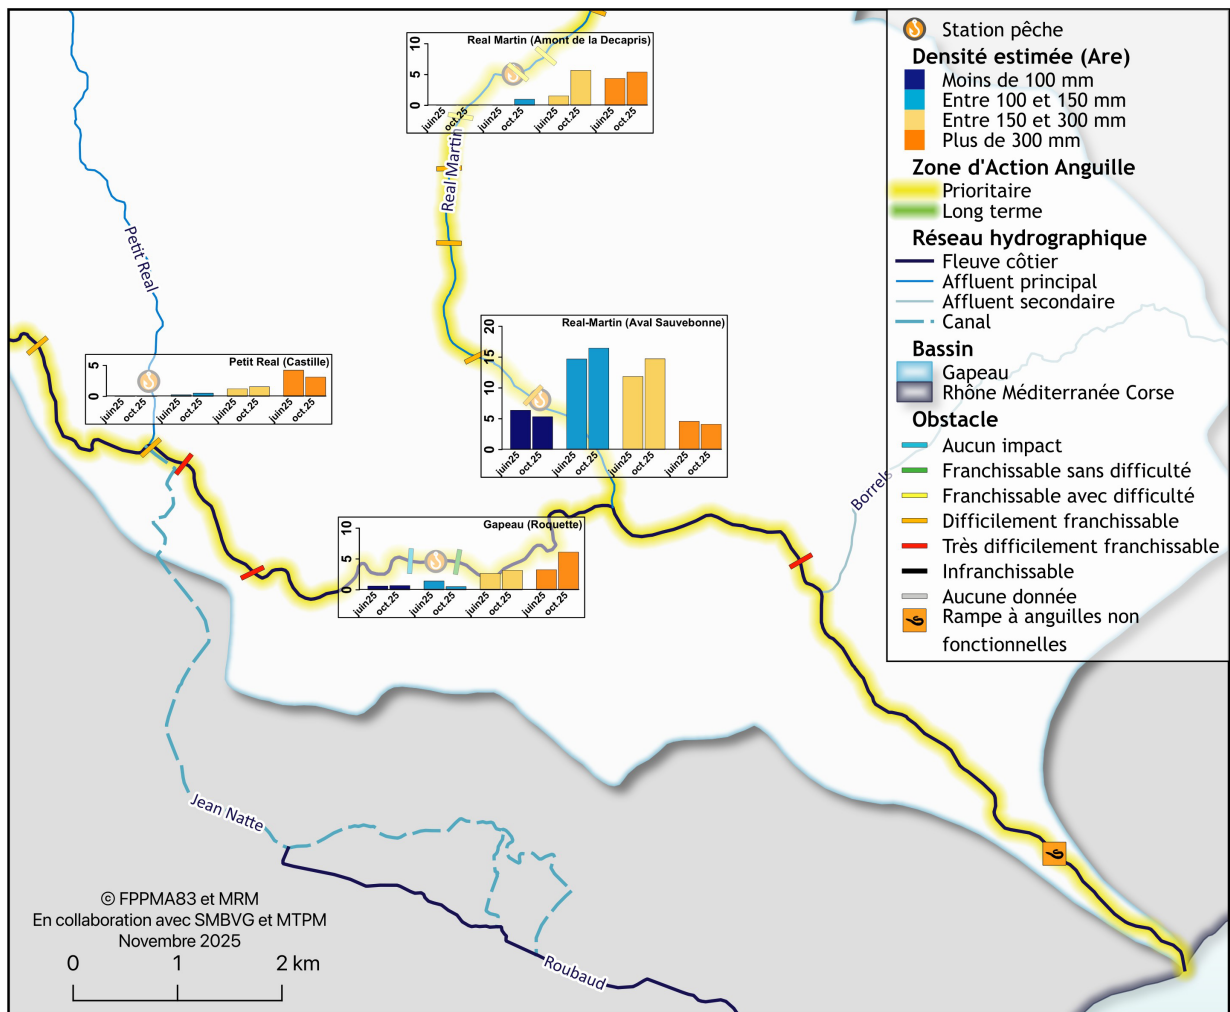 Real Martin (Amont de la Decapris)
10
5
0
juin25
oct.25
juin25
oct.25
juin25
oct.25
juin25
oct.25
Real Martin
Petit Real
Petit Real (Castille)
5
0
juin25
oct.25
juin25
oct.25
juin25
oct.25
juin25
oct.25
Real-Martin (Aval Sauvebonne)
20
15
10
5
0
juin25
oct.25
juin25
oct.25
juin25
oct.25
juin25
oct.25
Gapeau (Roquette)
10
5
0
juin25
oct.25
juin25
oct.25
juin25
oct.25
juin25
oct.25
Borrels
Jean Natte
Roubaud
Station pêche
Densité estimée (Are)
Moins de 100 mm
Entre 100 et 150 mm
Entre 150 et 300 mm
Plus de 300 mm
Zone d'Action Anguille
Prioritaire
Long terme
Réseau hydrographique
Fleuve côtier
Affluent principal
Affluent secondaire
Canal
Bassin
Gapeau
Rhône Méditerranée Corse
Obstacle
Aucun impact
Franchissable sans difficulté
Franchissable avec difficulté
Difficilement franchissable
Très difficilement franchissable
Infranchissable
Aucune donnée
Rampe à anguilles non
fonctionnelles
© FPPMA83 et MRM
En collaboration avec SMBVG et MTPM
Novembre 2025
0 1 2 km